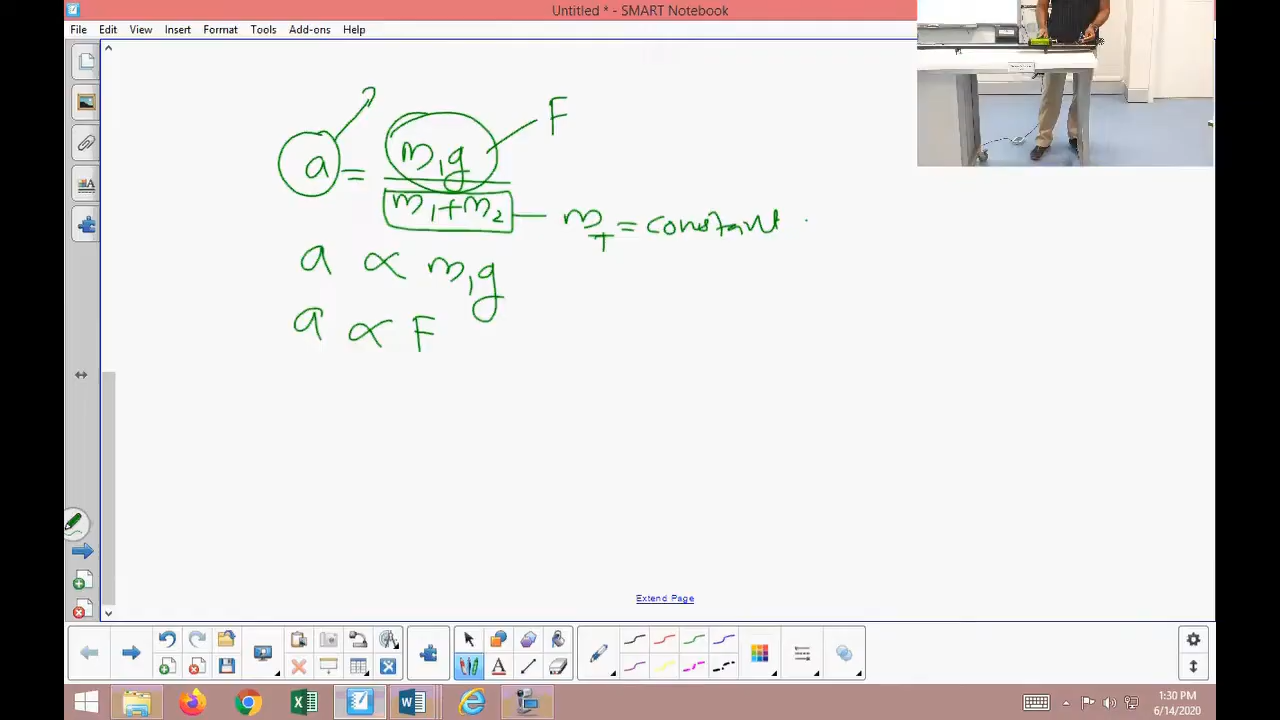 Untitled * - SMART Notebook
File Edit View Insert Format Tools Add-ons Help
F
a = m₁g
m₁+m₂ — m_T = constant
a ∝ m₁g
a ∝ F
Extend Page
1:30 PM
6/14/2020